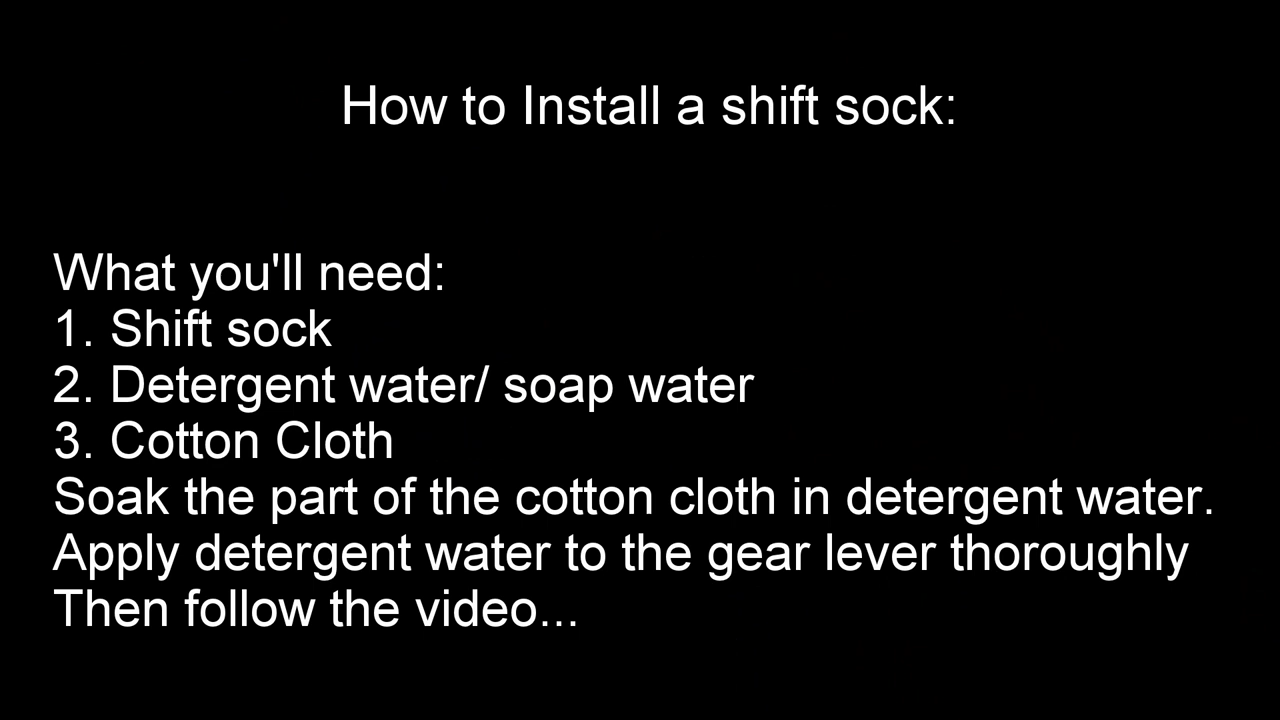 How to Install a shift sock:
What you'll need:
1. Shift sock
2. Detergent water/ soap water
3. Cotton Cloth
Soak the part of the cotton cloth in detergent water.
Apply detergent water to the gear lever thoroughly
Then follow the video...